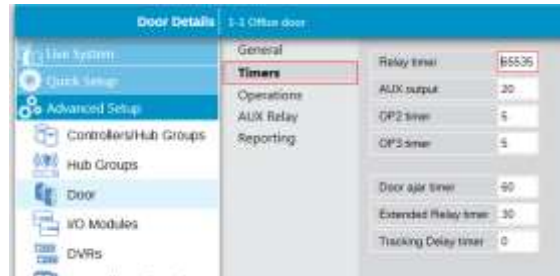 Door Details 1-1 Office door
Live System
Quick Setup
Advanced Setup
Controllers/Hub Groups
Hub Groups
Door
I/O Modules
DVRs
General
Timers
Operations
AUX Relay
Reporting
Relay timer 65535
AUX output 20
OP2 timer 5
OP3 timer 5
Door ajar timer 60
Extended Relay timer 30
Tracking Delay timer 0